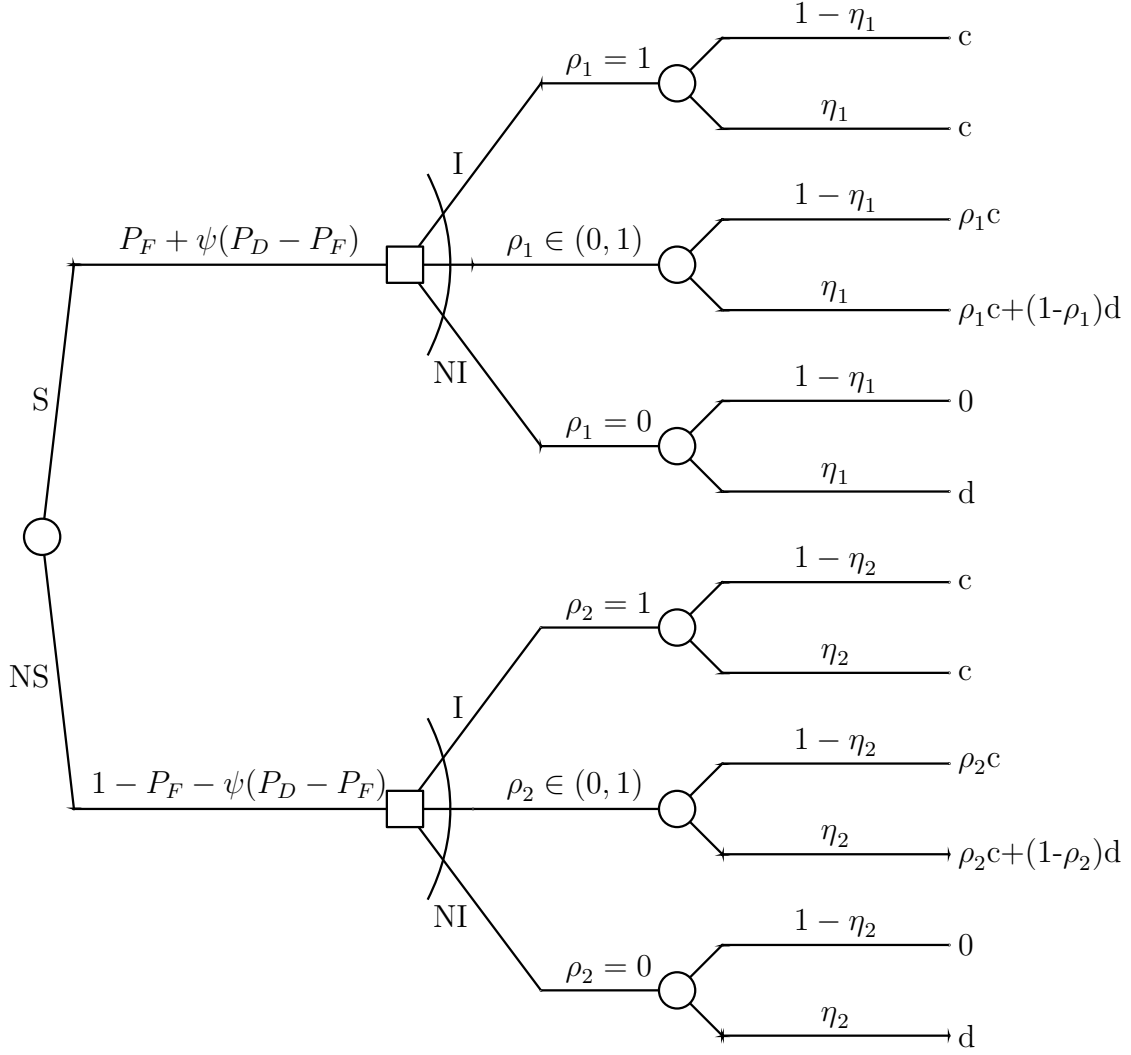 1 − η₁
c
ρ₁ = 1
η₁
c
I
1 − η₁
ρ₁c
P_F + ψ(P_D − P_F)
ρ₁ ∈ (0, 1)
η₁
ρ₁c+(1-ρ₁)d
NI
1 − η₁
0
S
ρ₁ = 0
η₁
d
1 − η₂
c
ρ₂ = 1
η₂
c
NS
I
1 − η₂
ρ₂c
1 − P_F − ψ(P_D − P_F)
ρ₂ ∈ (0, 1)
η₂
ρ₂c+(1-ρ₂)d
NI
1 − η₂
0
ρ₂ = 0
η₂
d